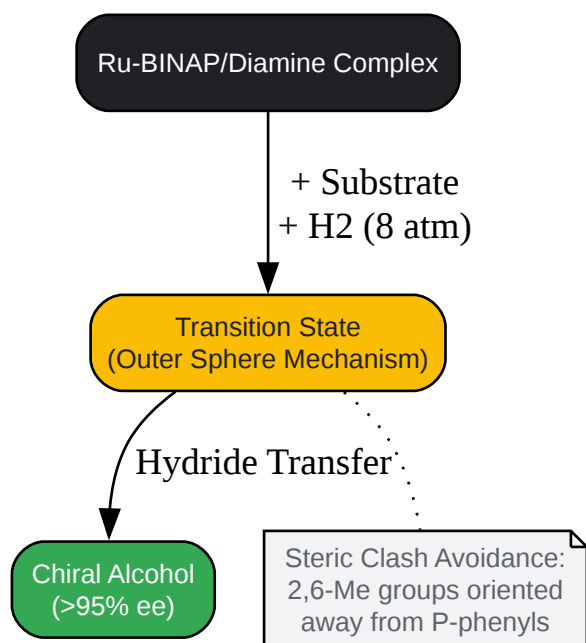 Ru-BINAP/Diamine Complex
+ Substrate
+ H2 (8 atm)
Transition State
(Outer Sphere Mechanism)
Hydride Transfer
Chiral Alcohol
(>95% ee)
Steric Clash Avoidance:
2,6-Me groups oriented
away from P-phenyls